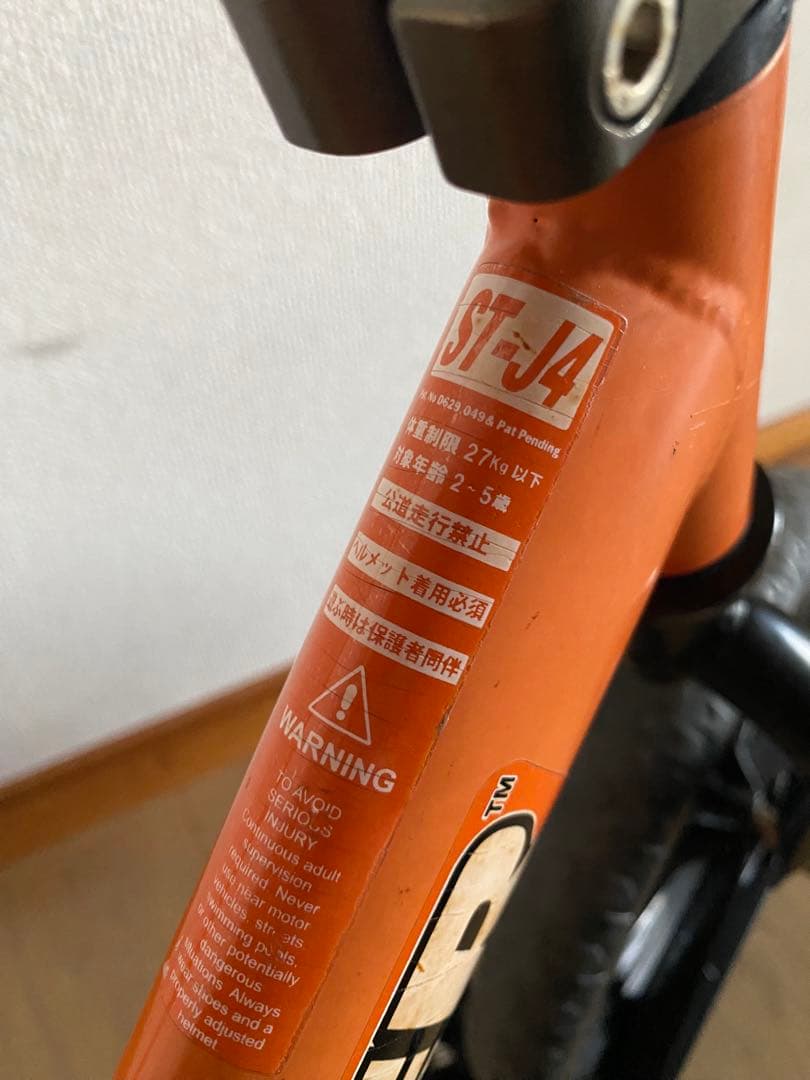 ST-J4
No D629,049 & Pat Pending
体重制限 27Kg 以下
対象年齢 2~5歳
公道走行禁止
ヘルメット着用必須
遊ぶ時は保護者同伴
WARNING
TO AVOID
SERIOUS
INJURY
Continuous adult
supervision
required. Never
use near motor
vehicles, streets
swimming pools,
or other potentially
dangerous
situations. Always
wear shoes and a
properly adjusted
helmet
TM